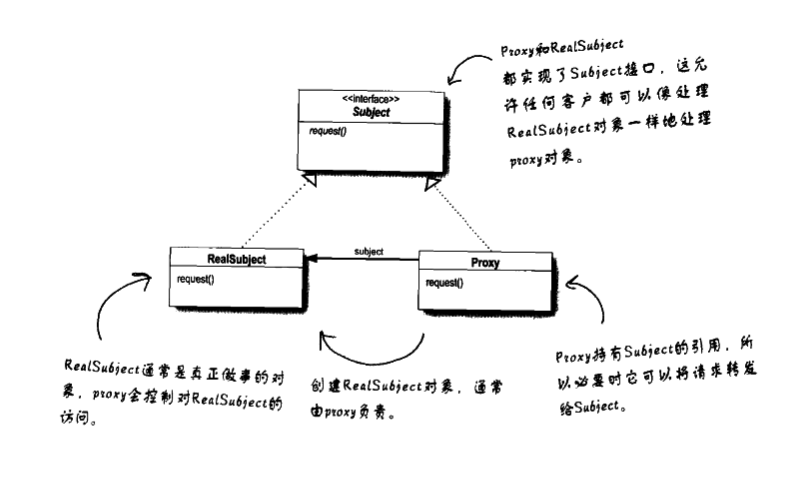 Proxy和RealSubject
都实现了Subject接口，这允
许任何客户都可以像处理
RealSubject对象一样地处理
proxy对象。
<<interface>>
Subject
request()
RealSubject
request()
subject
Proxy
request()
RealSubject通常是真正做事的对
象，proxy会控制对RealSubject的
访问。
创建RealSubject对象，通常
由proxy负责。
Proxy持有Subject的引用，所
以必要时它可以将请求转发
给Subject。